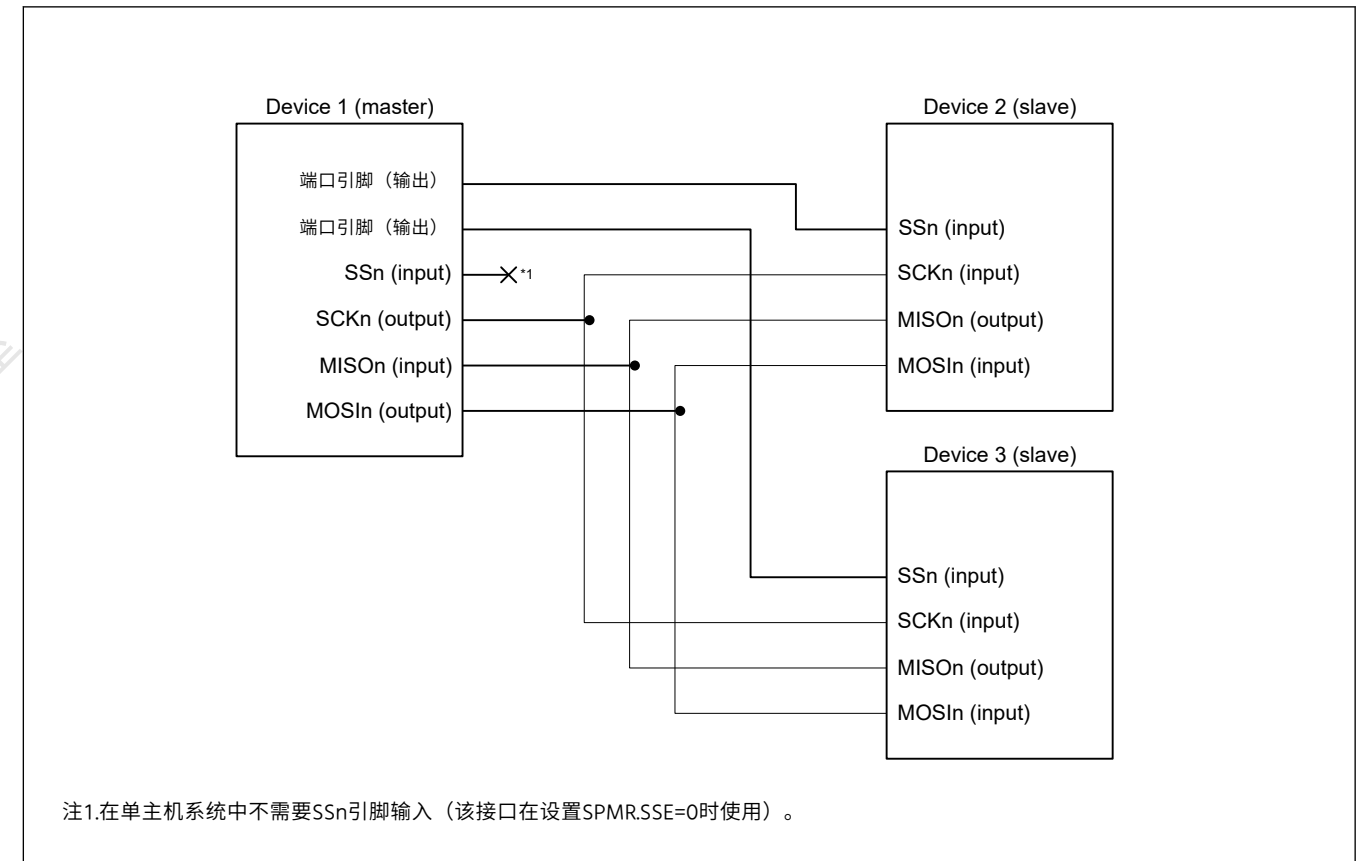 Device 1 (master)
端口引脚（输出）
端口引脚（输出）
SSn (input)
*1
SCKn (output)
MISOn (input)
MOSIn (output)
Device 2 (slave)
SSn (input)
SCKn (input)
MISOn (output)
MOSIn (input)
Device 3 (slave)
SSn (input)
SCKn (input)
MISOn (output)
MOSIn (input)
注1.在单主机系统中不需要SSn引脚输入（该接口在设置SPMR.SSE=0时使用）。